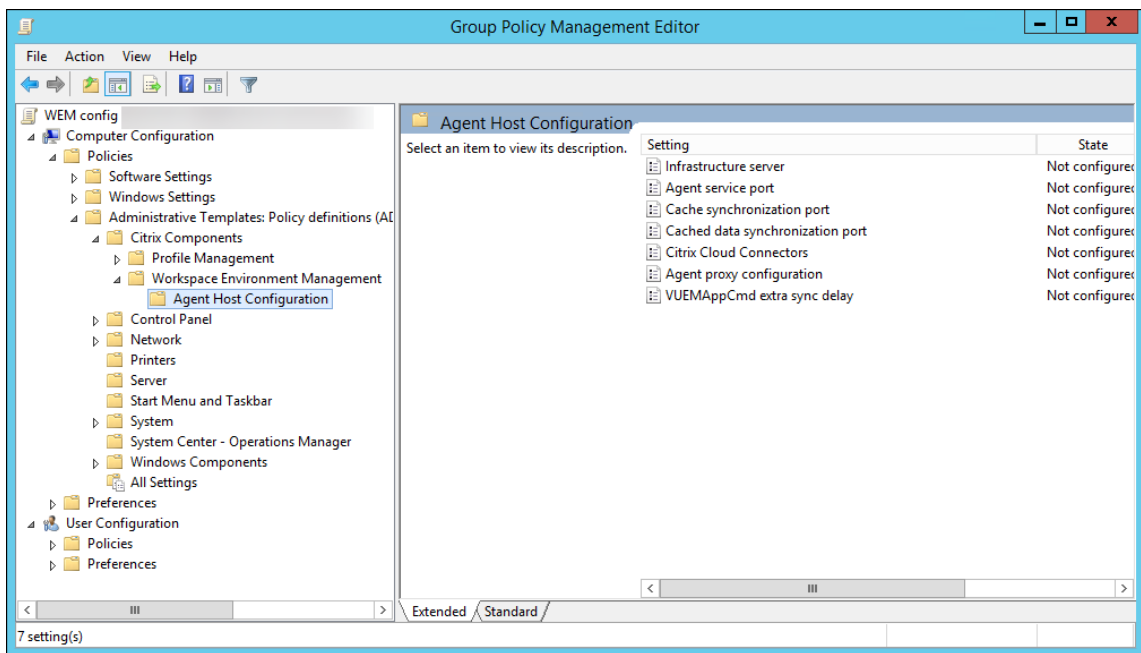 Group Policy Management Editor
File Action View Help
WEM config
Computer Configuration
Policies
Software Settings
Windows Settings
Administrative Templates: Policy definitions (AD
Citrix Components
Profile Management
Workspace Environment Management
Agent Host Configuration
Control Panel
Network
Printers
Server
Start Menu and Taskbar
System
System Center - Operations Manager
Windows Components
All Settings
Preferences
User Configuration
Policies
Preferences
Agent Host Configuration
Select an item to view its description.
Setting State
Infrastructure server Not configured
Agent service port Not configured
Cache synchronization port Not configured
Cached data synchronization port Not configured
Citrix Cloud Connectors Not configured
Agent proxy configuration Not configured
VUEMAppCmd extra sync delay Not configured
Extended Standard
7 setting(s)